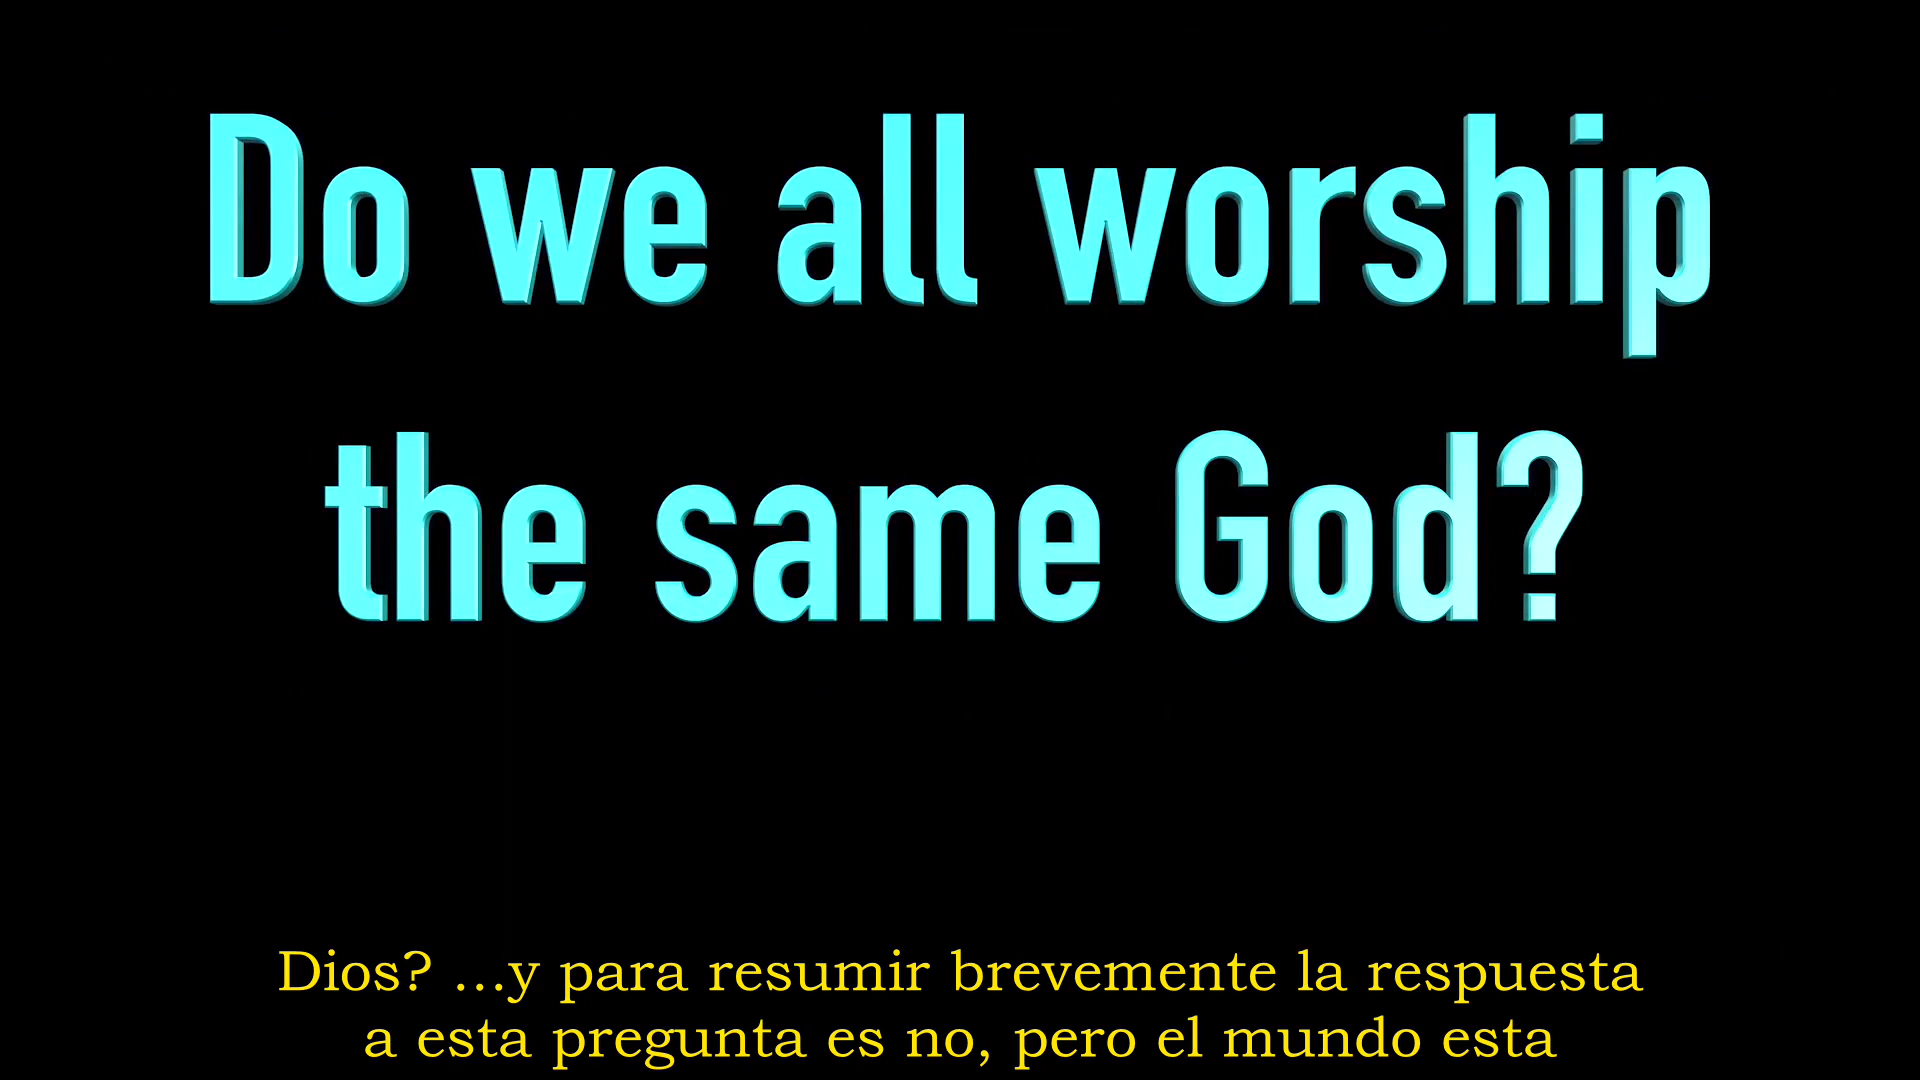 Do we all worship
the same God?
Dios? ...y para resumir brevemente la respuesta
a esta pregunta es no, pero el mundo esta